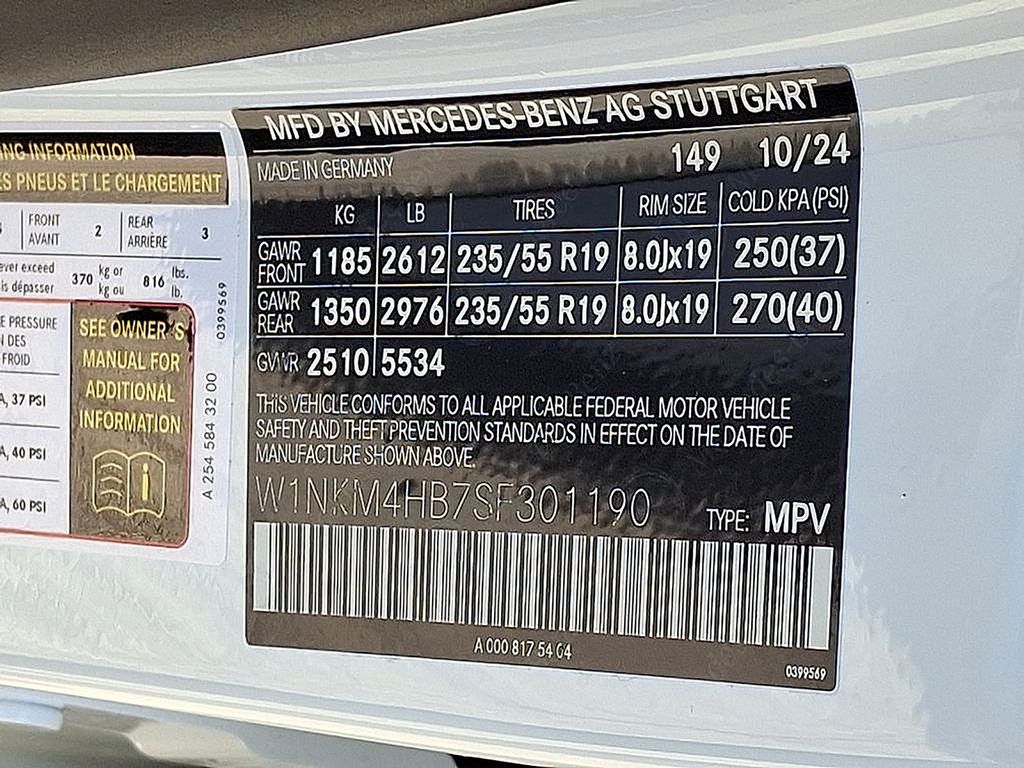 NG INFORMATION
ES PNEUS ET LE CHARGEMENT
FRONT
AVANT
2
REAR
ARRIÈRE
3
ever exceed
is dépasser
370
kg or
kg ou
816
lbs.
lb.
E PRESSURE
N DES
FROID
A, 37 PSI
A, 40 PSI
A, 60 PSI
SEE OWNER'S
MANUAL FOR
ADDITIONAL
INFORMATION
i
0399569
A 254 584 32 00
MFD BY MERCEDES-BENZ AG STUTTGART
MADE IN GERMANY 149 10/24
KG LB TIRES RIM SIZE COLD KPA (PSI)
GAWR FRONT 1185 2612 235/55 R19 8.0Jx19 250(37)
GAWR REAR 1350 2976 235/55 R19 8.0Jx19 270(40)
GVWR 2510 5534
THIS VEHICLE CONFORMS TO ALL APPLICABLE FEDERAL MOTOR VEHICLE
SAFETY AND THEFT PREVENTION STANDARDS IN EFFECT ON THE DATE OF
MANUFACTURE SHOWN ABOVE.
W1NKM4HB7SF301190 TYPE: MPV
A 000 817 54 04
0399569